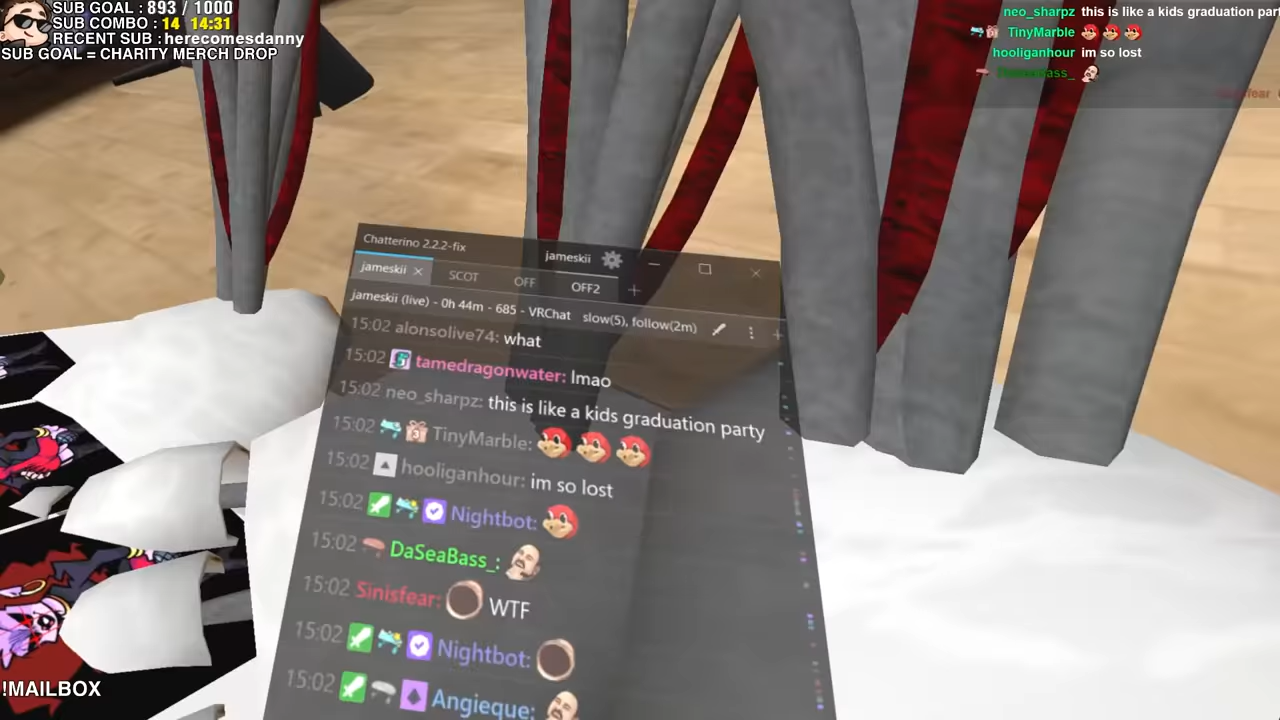 SUB GOAL : 893 / 1000
SUB COMBO : 14 14:31
RECENT SUB : herecomesdanny
SUB GOAL = CHARITY MERCH DROP
neo_sharpz this is like a kids graduation par
TinyMarble
hooliganhour im so lost
DaSeaBass_
Chatterino 2.2.2-fix
jameskii
jameskii × SCOT OFF OFF2 +
jameskii (live) - 0h 44m - 685 - VRChat slow(5), follow(2m)
15:02 alonsolive74: what
15:02 tamedragonwater: lmao
15:02 neo_sharpz: this is like a kids graduation party
15:02 TinyMarble:
15:02 hooliganhour: im so lost
15:02 Nightbot:
15:02 DaSeaBass_:
15:02 Sinisfear: WTF
15:02 Nightbot:
15:02 Angieque:
!MAILBOX